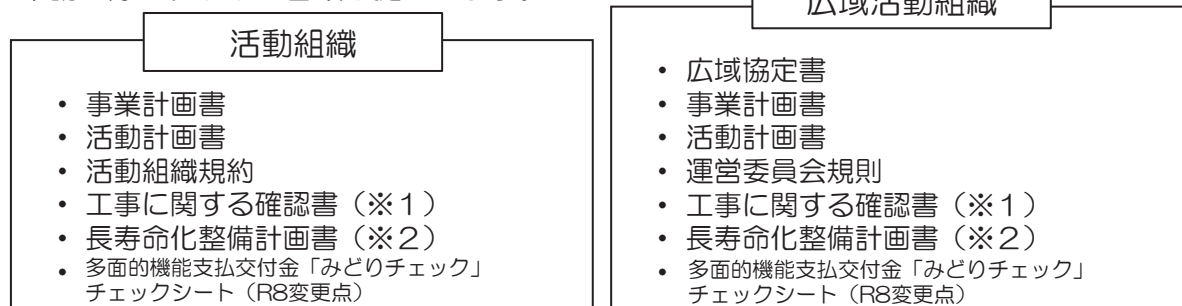 活動組織
・ 事業計画書
・ 活動計画書
・ 活動組織規約
・ 工事に関する確認書（※１）
・ 長寿命化整備計画書（※２）
・ 多面的機能支払交付金「みどりチェック」
チェックシート（R8変更点）
広域活動組織
・ 広域協定書
・ 事業計画書
・ 活動計画書
・ 運営委員会規則
・ 工事に関する確認書（※１）
・ 長寿命化整備計画書（※２）
・ 多面的機能支払交付金「みどりチェック」
チェックシート（R8変更点）